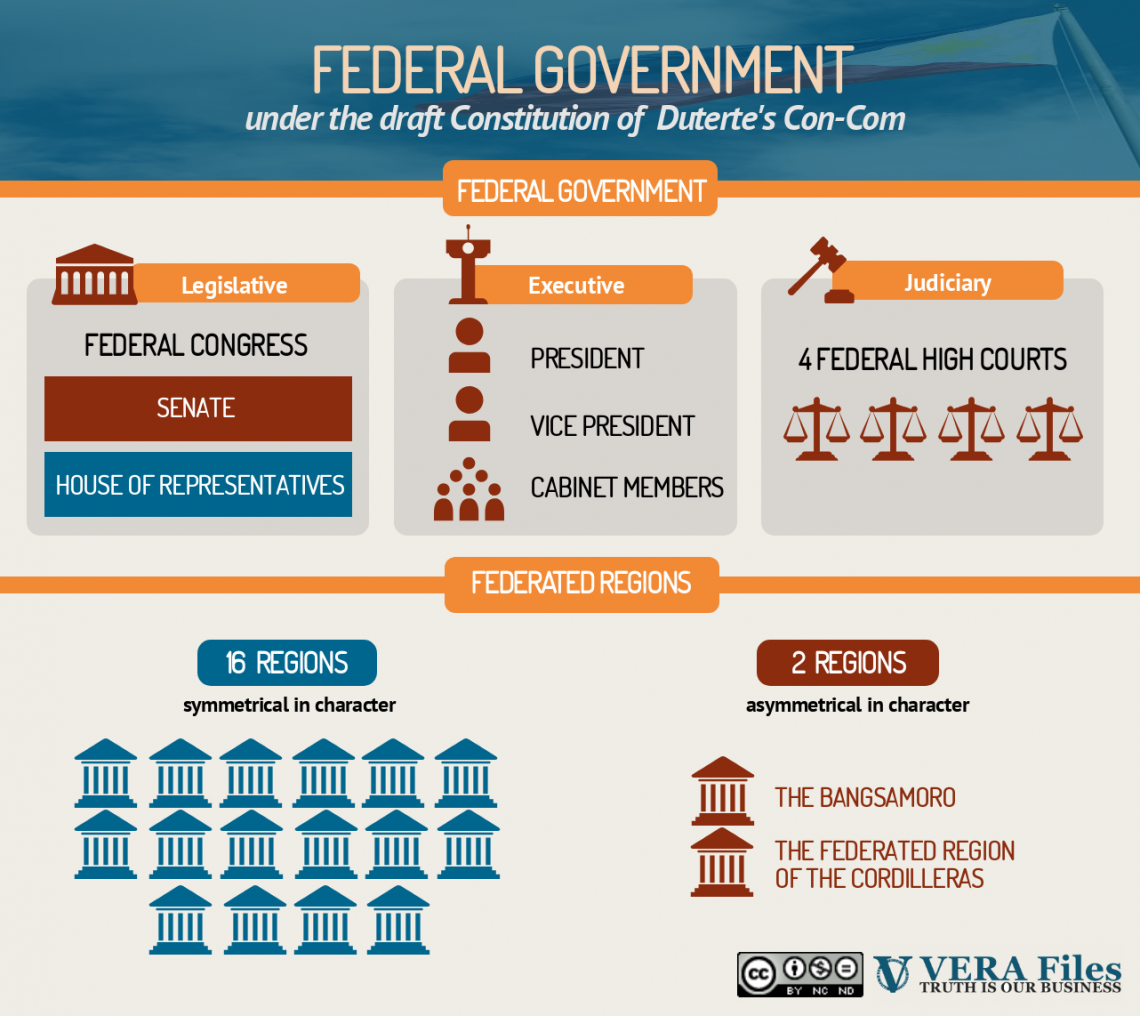 FEDERAL GOVERNMENT
under the draft Constitution of Duterte's Con-Com
FEDERAL GOVERNMENT
Legislative
FEDERAL CONGRESS
SENATE
HOUSE OF REPRESENTATIVES
Executive
PRESIDENT
VICE PRESIDENT
CABINET MEMBERS
Judiciary
4 FEDERAL HIGH COURTS
FEDERATED REGIONS
16 REGIONS
symmetrical in character
2 REGIONS
asymmetrical in character
THE BANGSAMORO
THE FEDERATED REGION
OF THE CORDILLERAS
cc
BY NC ND
V
VERA Files
TRUTH IS OUR BUSINESS